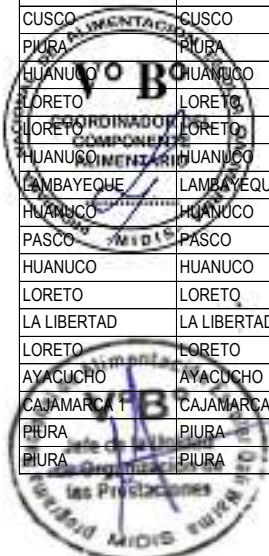 CUSCO CUSCO
PIURA PIURA
HUANUCO HUANUCO
LORETO LORETO
LORETO LORETO
HUANUCO HUANUCO
LAMBAYEQUE LAMBAYEQU
HUANUCO HUANUCO
PASCO PASCO
HUANUCO HUANUCO
LORETO LORETO
LA LIBERTAD LA LIBERTAD
LORETO LORETO
AYACUCHO AYACUCHO
CAJAMARCA 1 CAJAMARCA
PIURA PIURA
PIURA PIURA
V° B°
COORDINADOR DEL
COMPONENTE
ALIMENTARIO
MIDIS
las Prestaciones
MIDIS